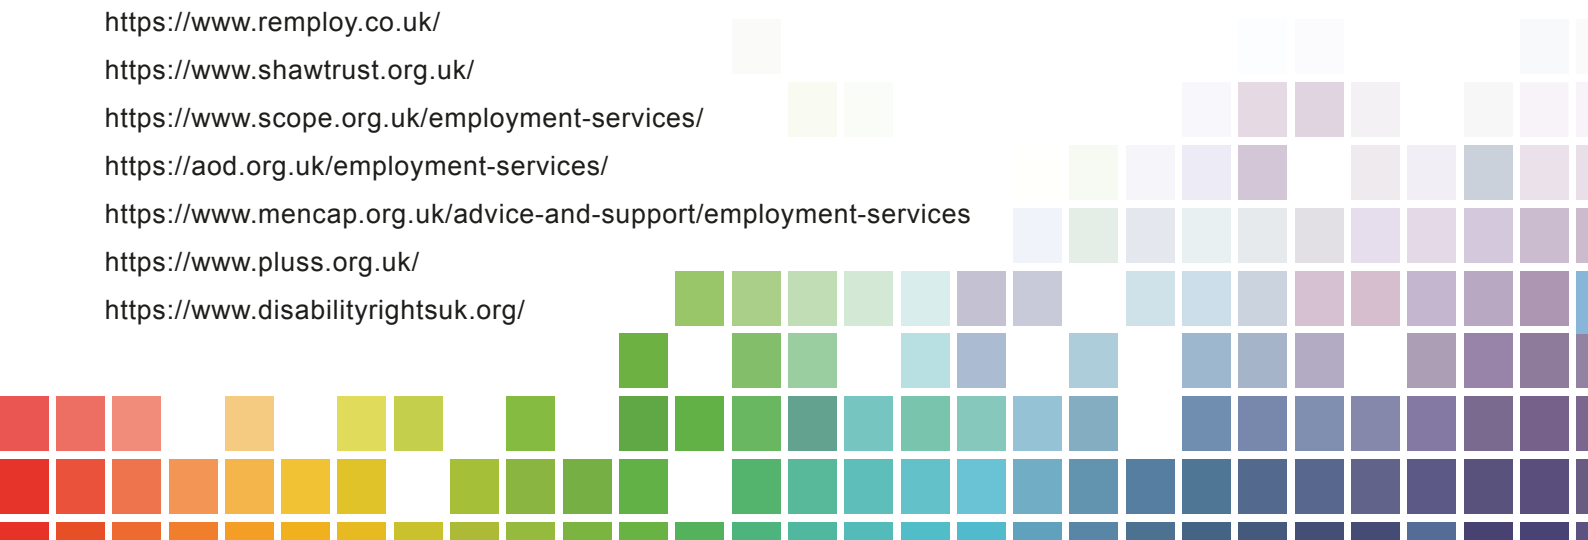 https://www.remploy.co.uk/
https://www.shawtrust.org.uk/
https://www.scope.org.uk/employment-services/
https://aod.org.uk/employment-services/
https://www.mencap.org.uk/advice-and-support/employment-services
https://www.pluss.org.uk/
https://www.disabilityrightsuk.org/